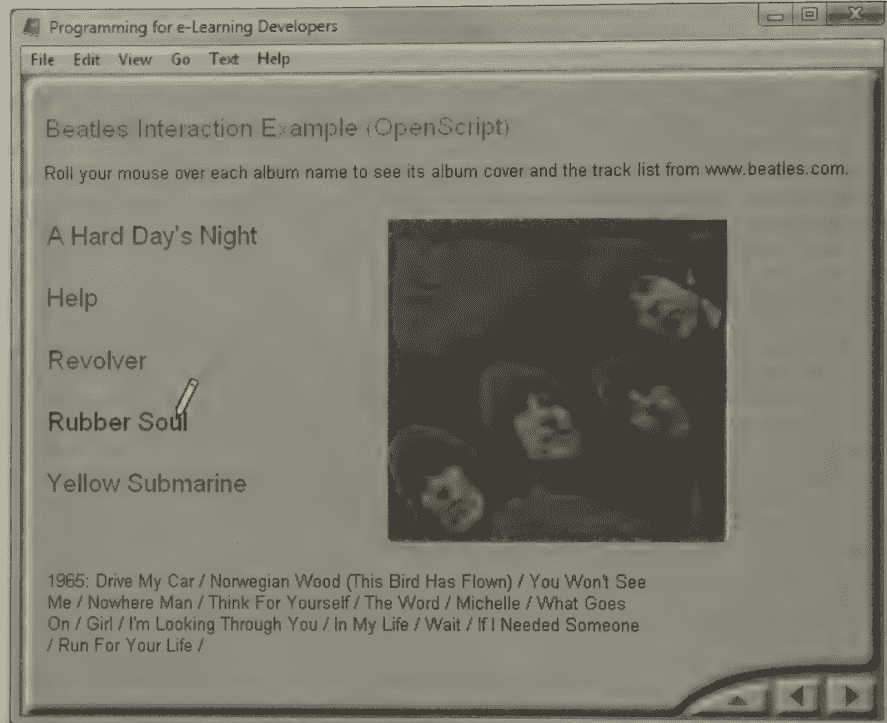 Programming for e-Learning Developers
File Edit View Go Text Help
Beatles Interaction Example (OpenScript)
Roll your mouse over each album name to see its album cover and the track list from www.beatles.com.
A Hard Day's Night
Help
Revolver
Rubber Soul
Yellow Submarine
1965: Drive My Car / Norwegian Wood (This Bird Has Flown) / You Won't See
Me / Nowhere Man / Think For Yourself / The Word / Michelle / What Goes
On / Girl / I'm Looking Through You / In My Life / Wait / If I Needed Someone
/ Run For Your Life /